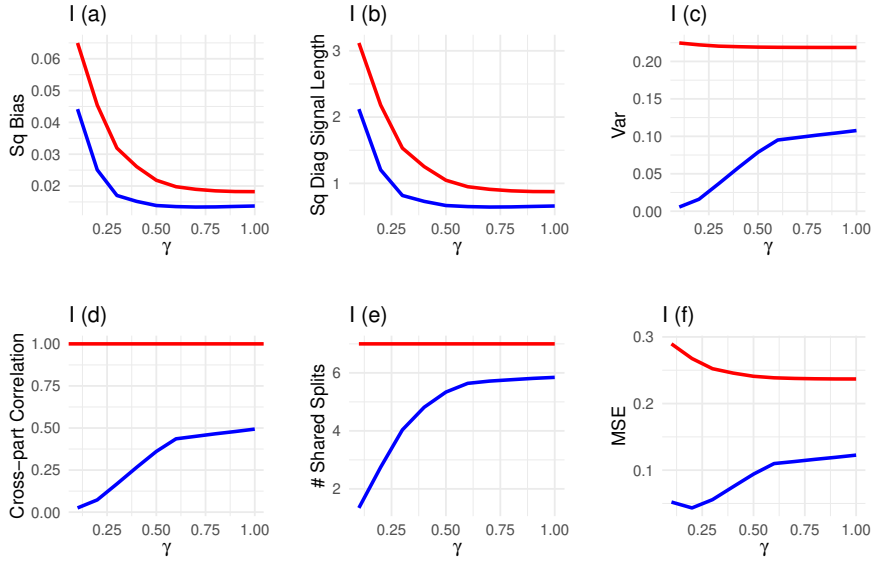 I (a)
Sq Bias
0.06
0.05
0.04
0.03
0.02
0.25 0.50 0.75 1.00
γ
I (b)
Sq Diag Signal Length
3
2
1
0.25 0.50 0.75 1.00
γ
I (c)
Var
0.20
0.15
0.10
0.05
0.00
0.25 0.50 0.75 1.00
γ
I (d)
Cross−part Correlation
1.00
0.75
0.50
0.25
0.00
0.25 0.50 0.75 1.00
γ
I (e)
# Shared Splits
6
4
2
0.25 0.50 0.75 1.00
γ
I (f)
MSE
0.3
0.2
0.1
0.25 0.50 0.75 1.00
γ